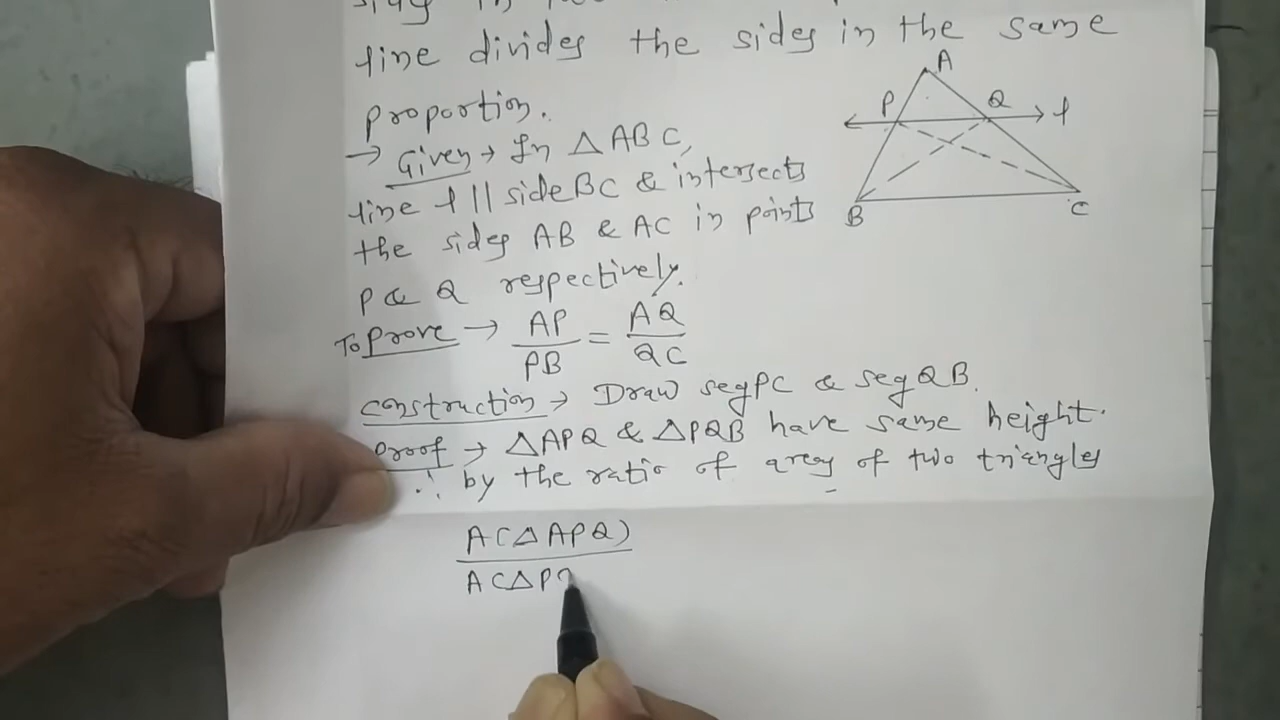 line divides the sides in the same
proportion.
→ Given → In △ABC,
line l || side BC & intersects
the sides AB & AC in points
P & Q respectively.
To prove → AP/PB = AQ/QC
construction → Draw seg PC & seg QB.
proof → △APQ & △PQB have same height.
∴ by the ratio of areas of two triangles
A(△APQ)
A(△PQ
A
P
Q
l
B
C